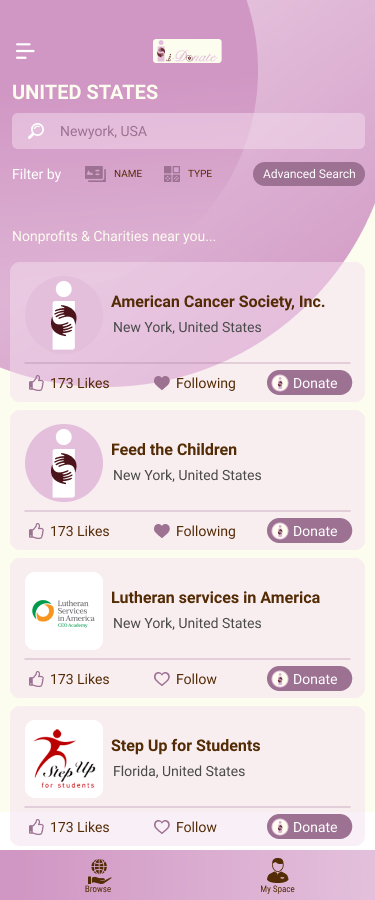 i Donate
UNITED STATES
Newyork, USA
Filter by NAME TYPE Advanced Search
Nonprofits & Charities near you...
American Cancer Society, Inc.
New York, United States
173 Likes Following Donate
Feed the Children
New York, United States
173 Likes Following Donate
Lutheran
Services
in America
CEO Academy
Lutheran services in America
New York, United States
173 Likes Follow Donate
Step Up
for students
Step Up for Students
Florida, United States
173 Likes Follow Donate
Browse My Space